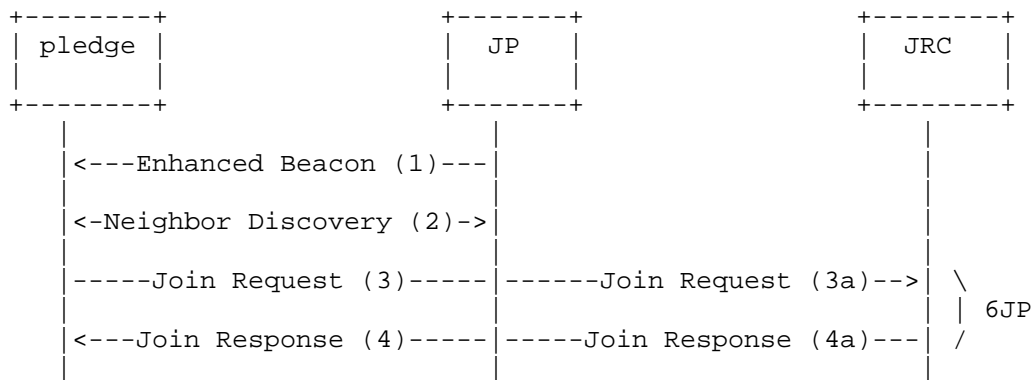 pledge JP JRC
<---Enhanced Beacon (1)---
<-Neighbor Discovery (2)->
-----Join Request (3)-----|------Join Request (3a)-->| \
| 6JP
<---Join Response (4)-----|-----Join Response (4a)---| /